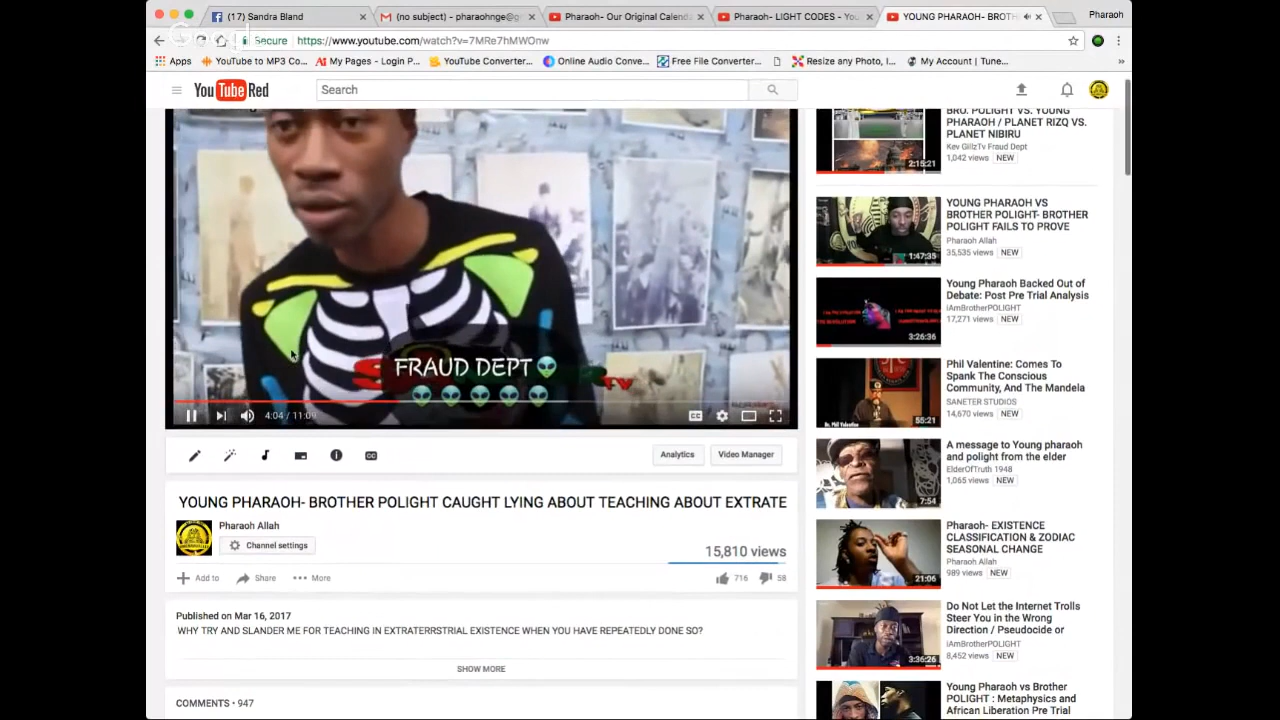 (17) Sandra Bland
(no subject) - pharaohnge@g
Pharaoh- Our Original Calenda
Pharaoh- LIGHT CODES - You
YOUNG PHARAOH- BROTH
Pharaoh
Secure
https://www.youtube.com/watch?v=7MRe7hMWOnw
Apps
YouTube to MP3 Co...
My Pages - Login P...
YouTube Converter...
Online Audio Conve...
Free File Converter...
Resize any Photo, I...
My Account | Tune...
YouTube Red
Search
FRAUD DEPT
TV
4:04 / 11:09
Analytics
Video Manager
YOUNG PHARAOH- BROTHER POLIGHT CAUGHT LYING ABOUT TEACHING ABOUT EXTRATE
Pharaoh Allah
Channel settings
15,810 views
Add to
Share
More
716
58
Published on Mar 16, 2017
WHY TRY AND SLANDER ME FOR TEACHING IN EXTRATERRSTRIAL EXISTENCE WHEN YOU HAVE REPEATEDLY DONE SO?
SHOW MORE
COMMENTS • 947
BRO. POLIGHT VS. YOUNG
PHARAOH / PLANET RIZQ VS.
PLANET NIBIRU
Kev GillzTv Fraud Dept
1,042 views NEW
2:15:21
YOUNG PHARAOH VS
BROTHER POLIGHT- BROTHER
POLIGHT FAILS TO PROVE
Pharaoh Allah
35,535 views NEW
1:47:35
Young Pharaoh Backed Out of
Debate: Post Pre Trial Analysis
iAmBrotherPOLIGHT
17,271 views NEW
3:26:36
Phil Valentine: Comes To
Spank The Conscious
Community, And The Mandela
SANETER STUDIOS
14,670 views NEW
Dr. Phil Valentine
55:21
A message to Young pharaoh
and polight from the elder
ElderOfTruth 1948
1,065 views NEW
7:54
Pharaoh- EXISTENCE
CLASSIFICATION & ZODIAC
SEASONAL CHANGE
Pharaoh Allah
989 views NEW
21:06
Do Not Let the Internet Trolls
Steer You in the Wrong
Direction / Pseudocide or
iAmBrotherPOLIGHT
8,452 views NEW
3:36:26
Young Pharaoh vs Brother
POLIGHT : Metaphysics and
African Liberation Pre Trial